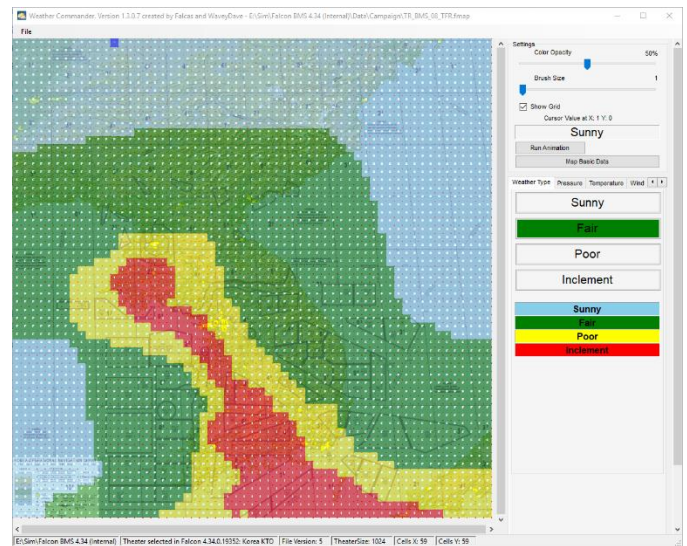 Weather Commander, Version 1.3.0.7 created by Falcas and WaveyDave - E:\Sim\Falcon BMS 4.34 (Internal)\Data\Campaign\TR_BMS_08_TFR.fmap
File
Settings
Color Opacity 50%
Brush Size 1
Show Grid
Cursor Value at X: 1 Y: 0
Sunny
Run Animation
Map Basic Data
Weather Type Pressure Temperature Wind
Sunny
Fair
Poor
Inclement
Sunny
Fair
Poor
Inclement
E:\Sim\Falcon BMS 4.34 (Internal) Theater selected in Falcon 4.34.0.19352: Korea KTO File Version: 5 TheaterSize: 1024 Cells X: 59 Cells Y: 59